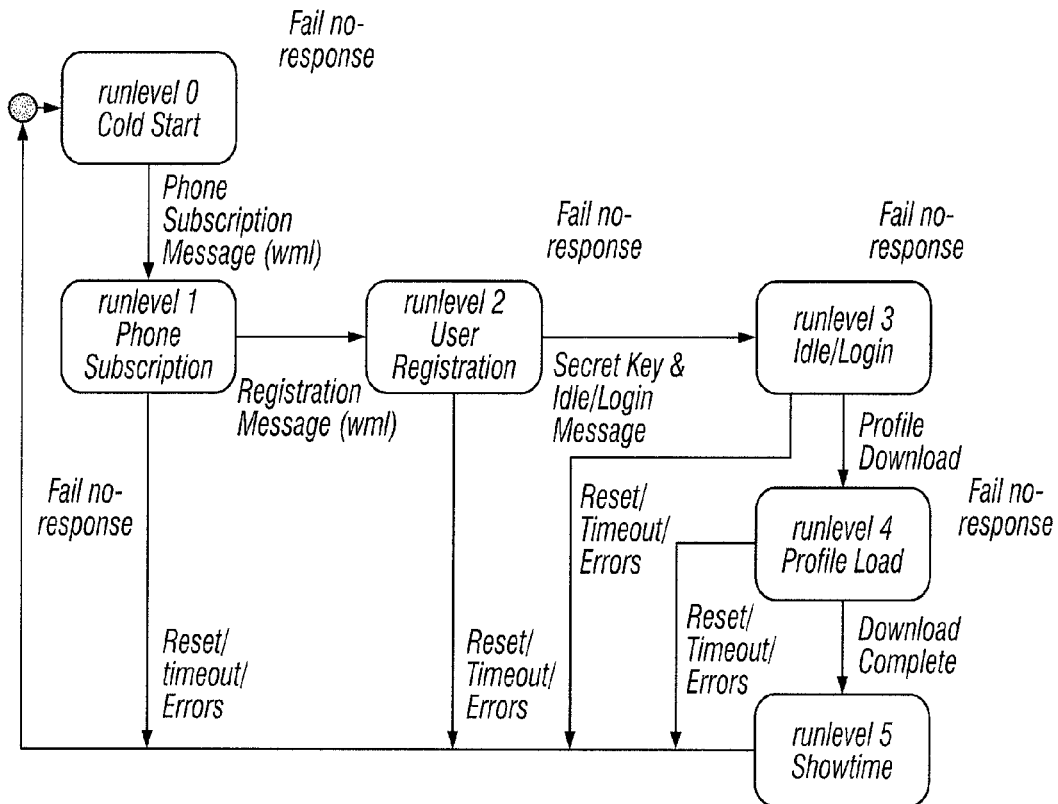 Fail no-
response
runlevel 0
Cold Start
Phone
Subscription
Message (wml)
Fail no-
response
Fail no-
response
runlevel 1
Phone
Subscription
runlevel 2
User
Registration
runlevel 3
Idle/Login
Registration
Message (wml)
Secret Key &
Idle/Login
Message
Profile
Download
Fail no-
response
Reset/
Timeout/
Errors
Fail no-
response
runlevel 4
Profile Load
Reset/
timeout/
Errors
Reset/
Timeout/
Errors
Reset/
Timeout/
Errors
Download
Complete
runlevel 5
Showtime